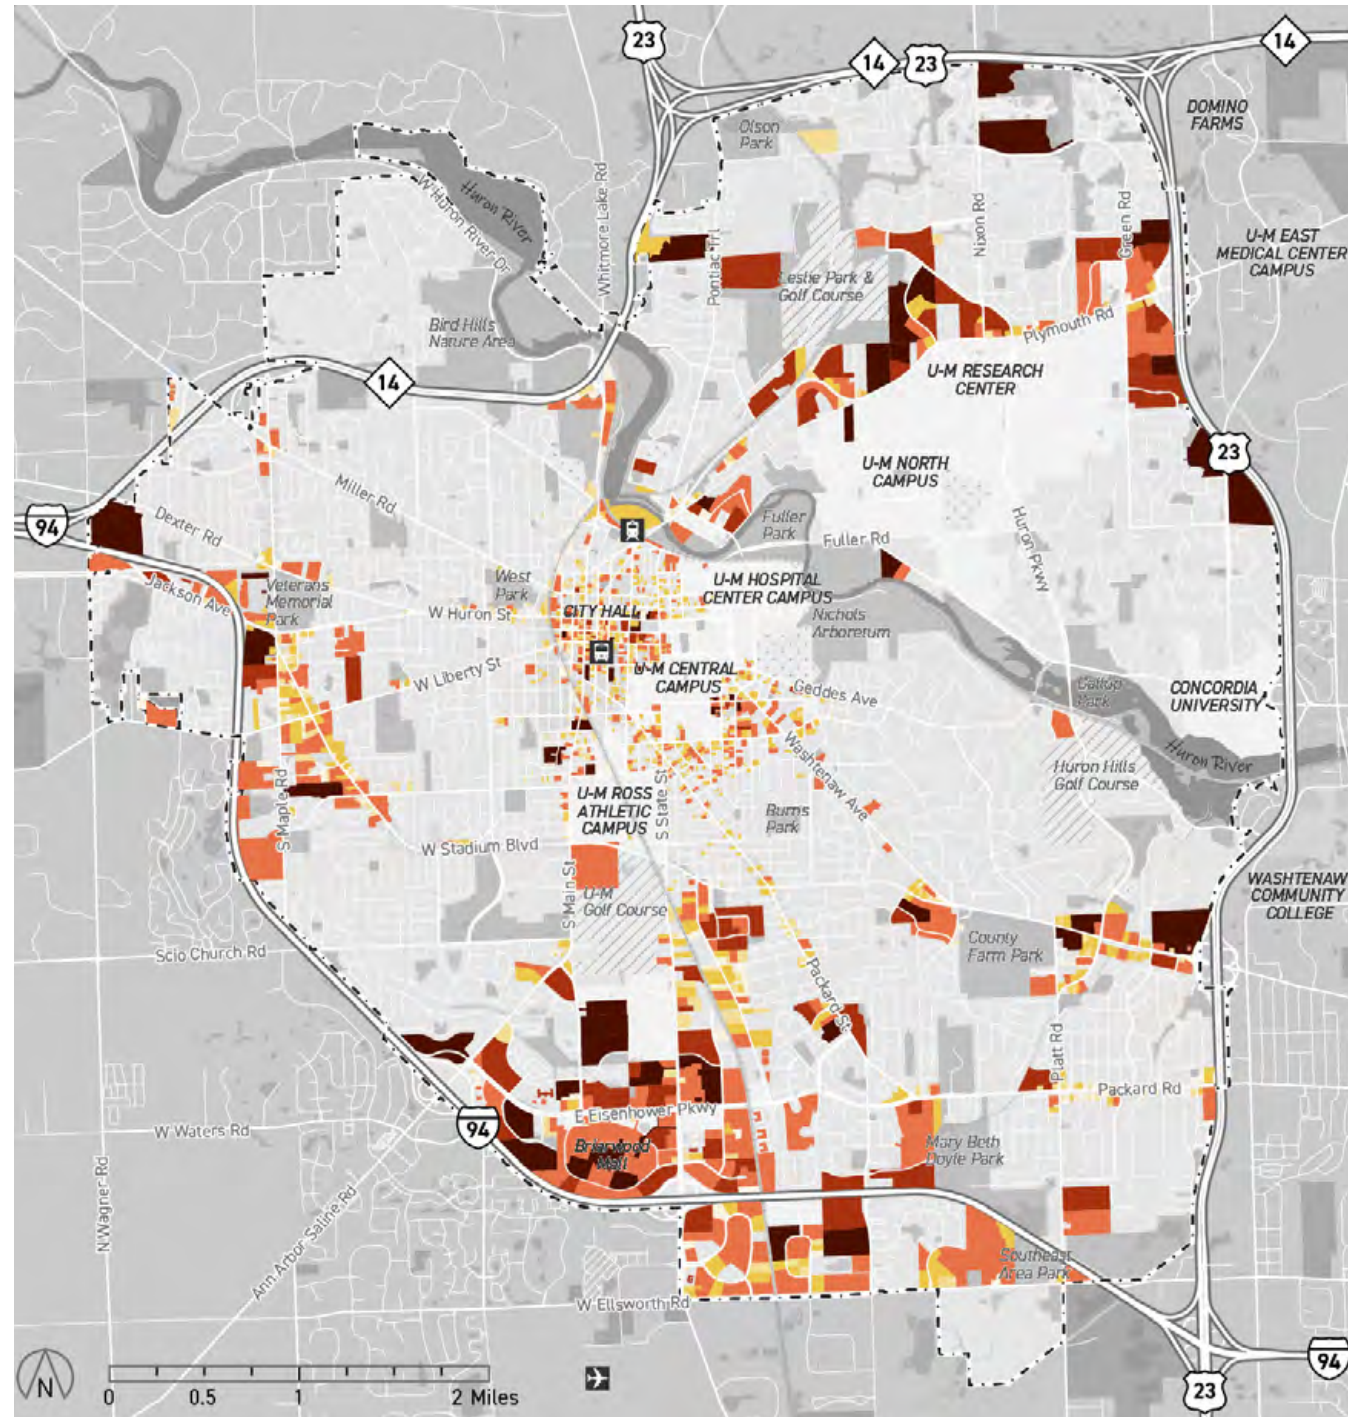 23
14
23
14
DOMINO
FARMS
Olson
Park
Huron River
W Huron River Dr
Whitmore Lake Rd
Pontiac Trl
Nixon Rd
Green Rd
U-M EAST
MEDICAL CENTER
CAMPUS
Leslie Park &
Golf Course
Bird Hills
Nature Area
Plymouth Rd
14
U-M RESEARCH
CENTER
23
U-M NORTH
CAMPUS
Miller Rd
94
Dexter Rd
Fuller
Park
Fuller Rd
Huron Pkwy
Jackson Ave
Veterans
Memorial
Park
West
Park
U-M HOSPITAL
CENTER CAMPUS
W Huron St
CITY HALL
Nichols
Arboretum
W Liberty St
U-M CENTRAL
CAMPUS
Geddes Ave
Gallop
Park
CONCORDIA
UNIVERSITY
Washtenaw Ave
Huron River
Huron Hills
Golf Course
S Maple Rd
U-M ROSS
ATHLETIC
CAMPUS
S State St
Burns
Park
W Stadium Blvd
S Main St
U-M
Golf Course
WASHTENAW
COMMUNITY
COLLEGE
Scio Church Rd
County
Farm Park
Packard St
Platt Rd
Packard Rd
E Eisenhower Pkwy
94
W Waters Rd
Briarwood
Mall
Mary Beth
Doyle Park
N Wagner Rd
Ann Arbor Saline Rd
Southeast
Area Park
W Ellsworth Rd
N
0 0.5 1 2 Miles
94
23